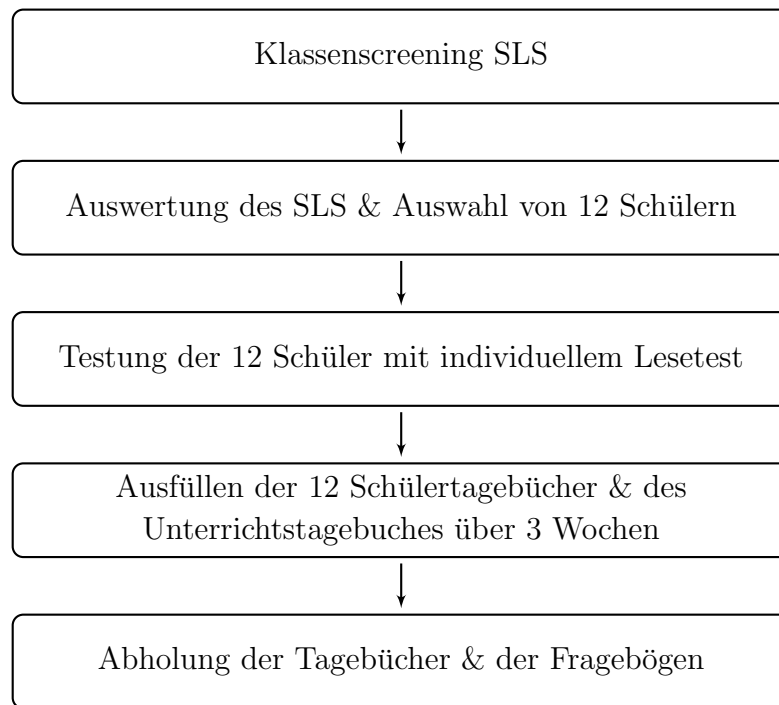 Klassenscreening SLS
Auswertung des SLS & Auswahl von 12 Schülern
Testung der 12 Schüler mit individuellem Lesetest
Ausfüllen der 12 Schülertagebücher & des
Unterrichtstagebuches über 3 Wochen
Abholung der Tagebücher & der Fragebögen